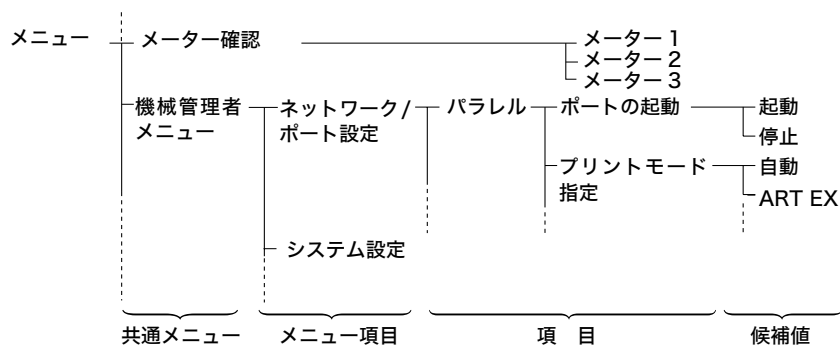 メニュー
メーター確認
メーター1
メーター2
メーター3
機械管理者
メニュー
ネットワーク/
ポート設定
パラレル
ポートの起動
起動
停止
プリントモード
指定
自動
ART EX
システム設定
共通メニュー
メニュー項目
項　目
候補値